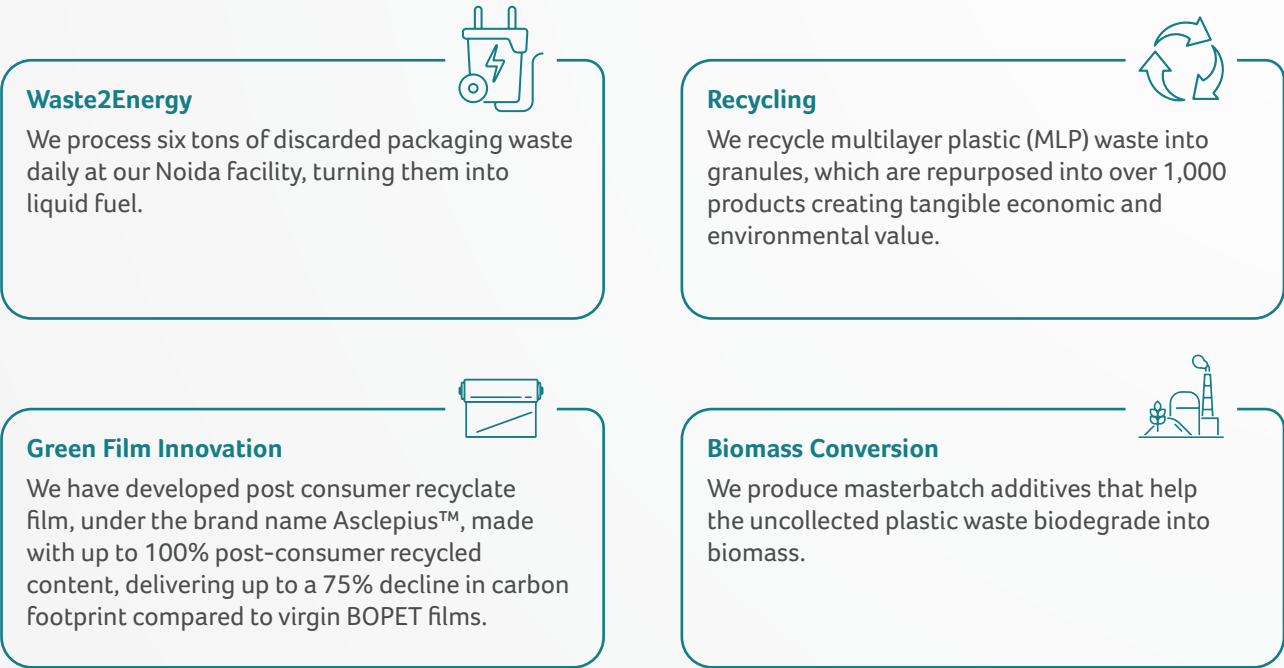 Waste2Energy
We process six tons of discarded packaging waste
daily at our Noida facility, turning them into
liquid fuel.
Recycling
We recycle multilayer plastic (MLP) waste into
granules, which are repurposed into over 1,000
products creating tangible economic and
environmental value.
Green Film Innovation
We have developed post consumer recyclate
film, under the brand name Asclepius™, made
with up to 100% post-consumer recycled
content, delivering up to a 75% decline in carbon
footprint compared to virgin BOPET films.
Biomass Conversion
We produce masterbatch additives that help
the uncollected plastic waste biodegrade into
biomass.